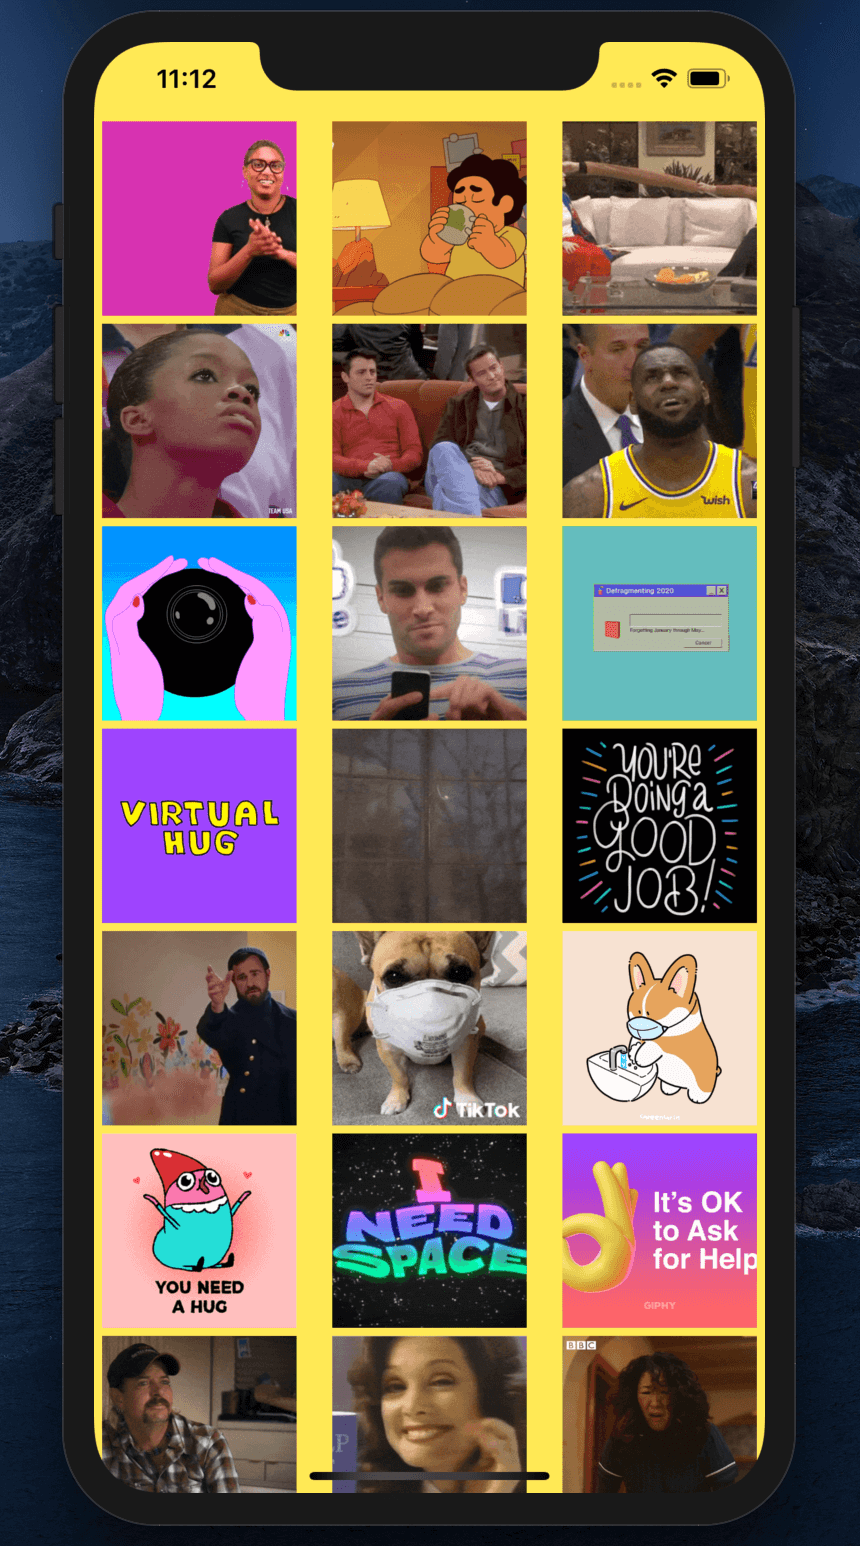 11:12
TEAM USA
wish
Defragmenting 2020
X
Forgetting January through May...
Cancel
VIRTUAL
HUG
YOU'RE
DOING a
GOOD
JOB!
TikTok
YOU NEED
A HUG
I
NEED
SPACE
It's OK
to Ask
for Help
GIPHY
BBC
LP